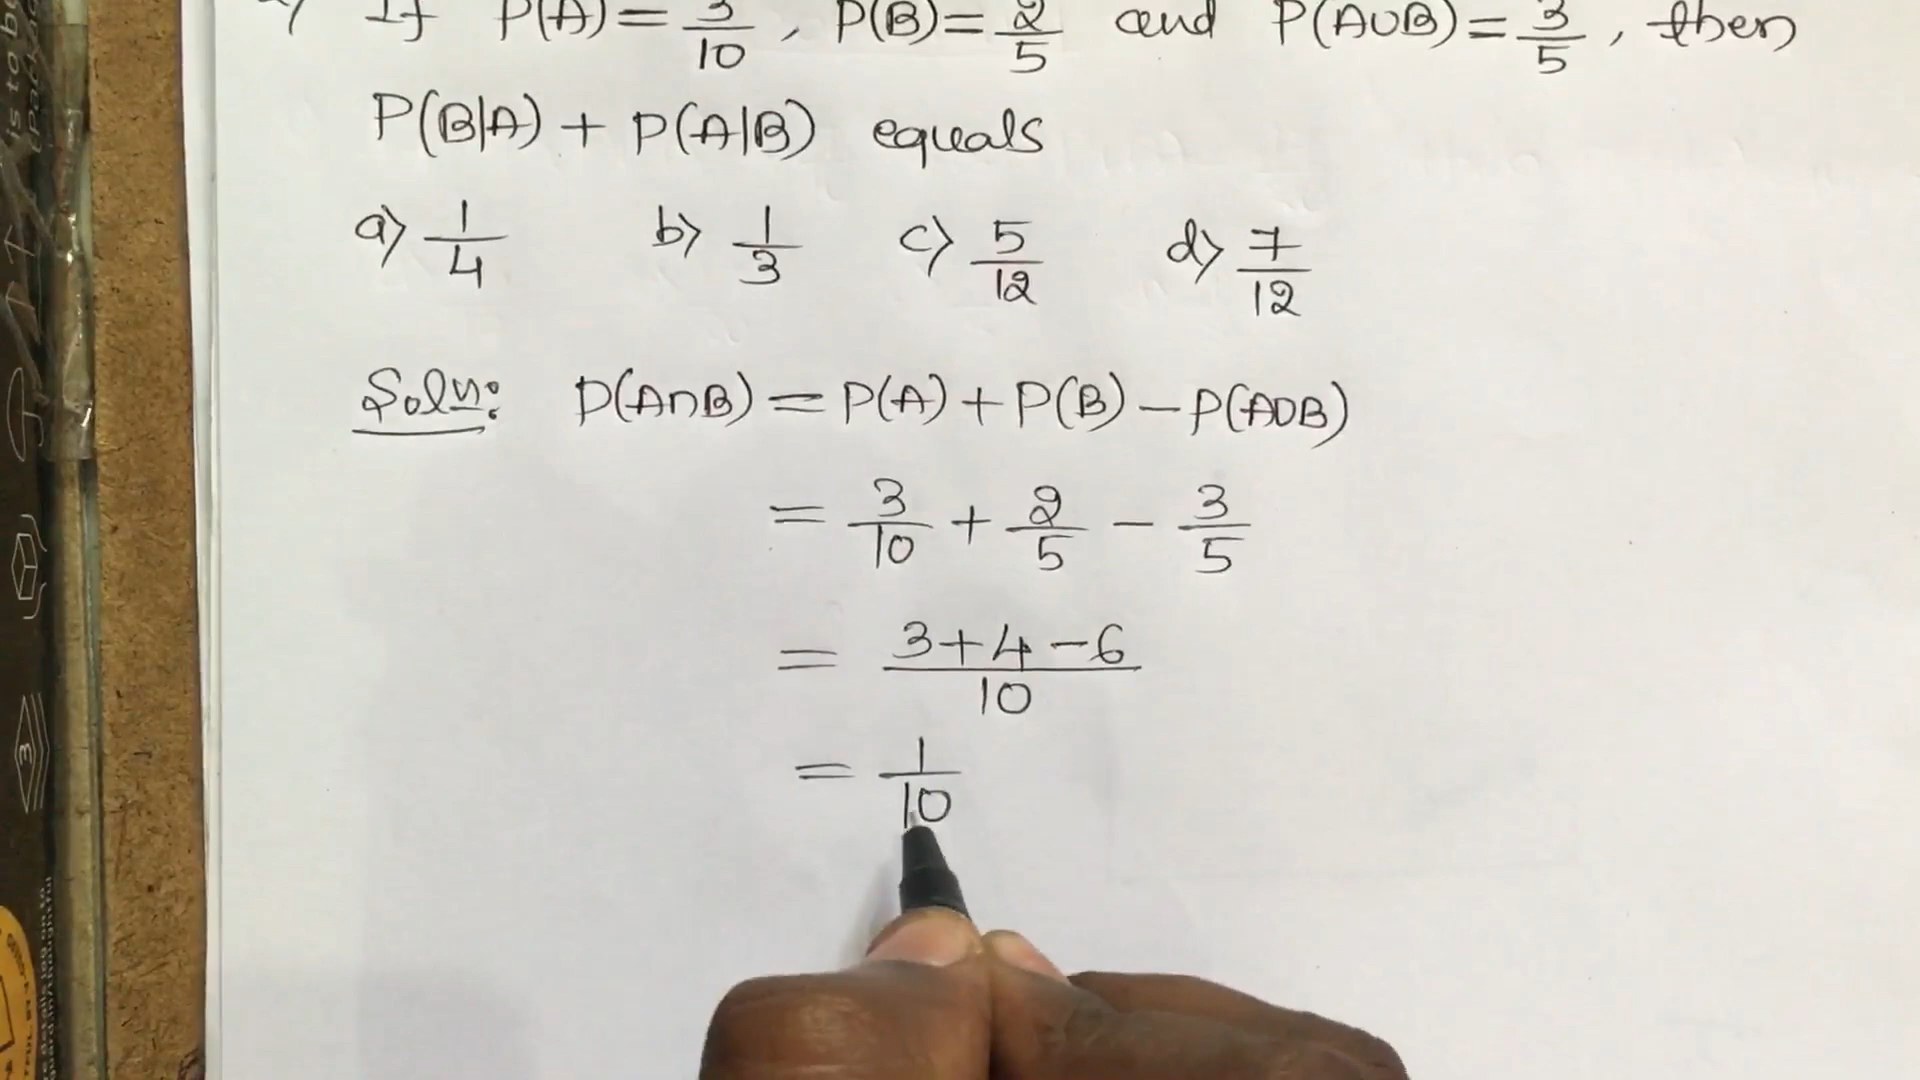 If P(A) = 3/10, P(B) = 2/5 and P(A∪B) = 3/5, then
P(B|A) + P(A|B) equals
a) 1/4 b) 1/3 c) 5/12 d) 7/12
Soln: P(A∩B) = P(A) + P(B) - P(A∪B)
= 3/10 + 2/5 - 3/5
= 3+4-6/10
= 1/10